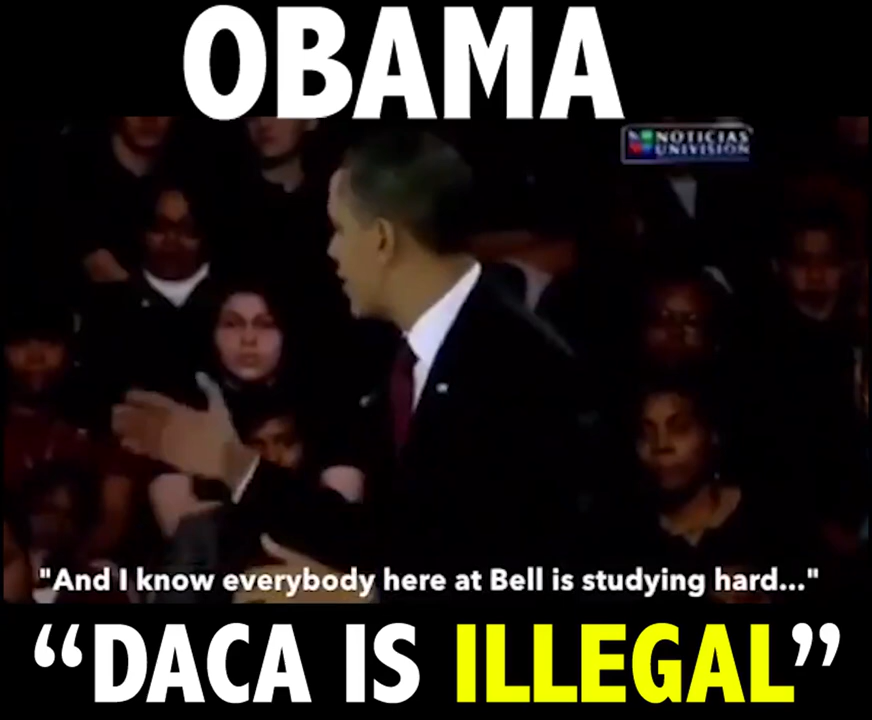 OBAMA
NOTICIAS
UNIVISION
"And I know everybody here at Bell is studying hard..."
“DACA IS ILLEGAL”